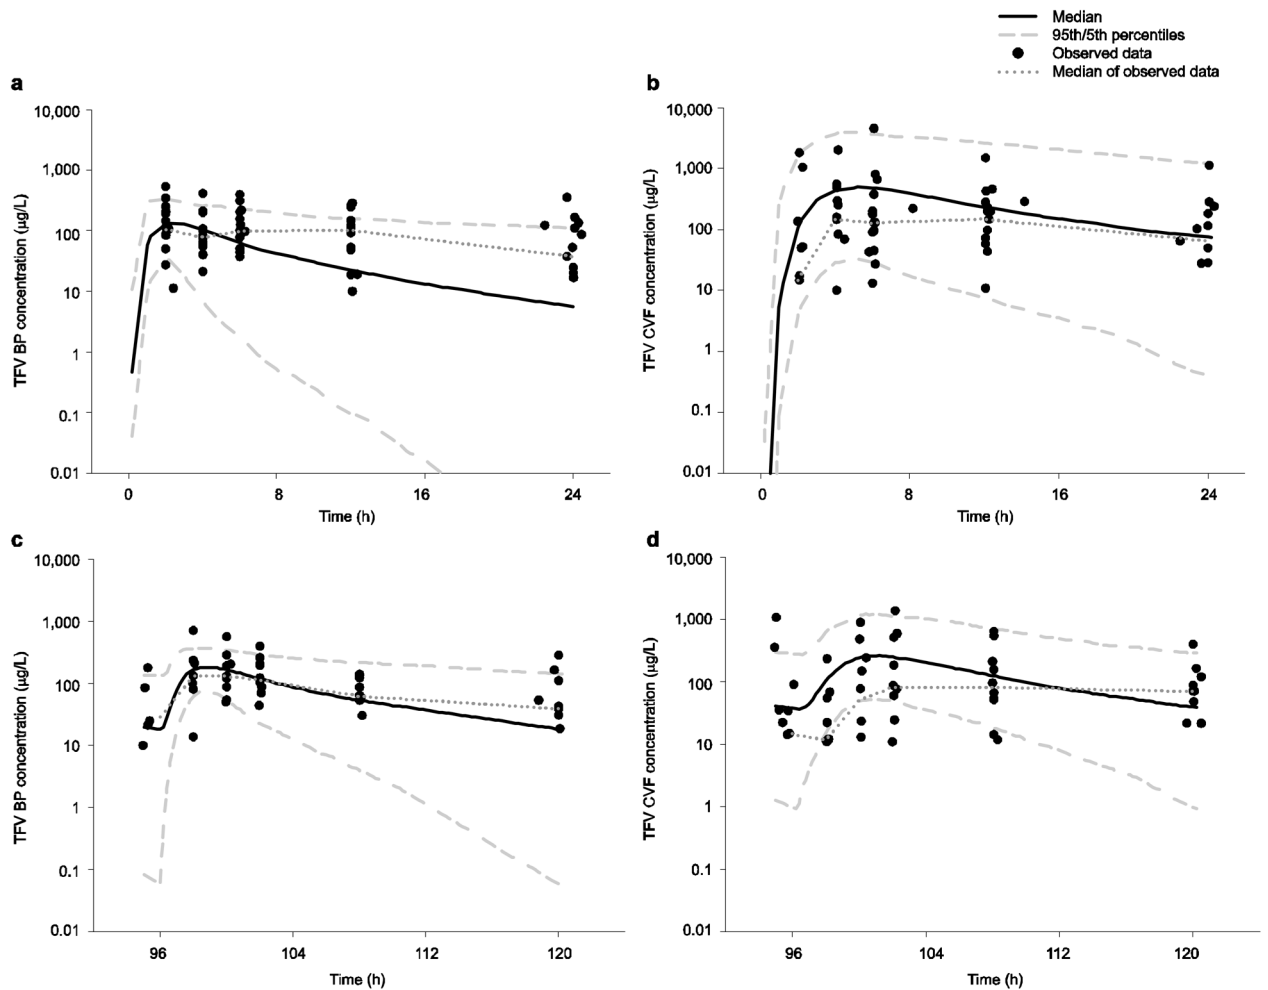 Median
95th/5th percentiles
Observed data
Median of observed data
a
10,000
1,000
100
10
1
0.1
0.01
TFV BP concentration (µg/L)
0 8 16 24
Time (h)
b
10,000
1,000
100
10
1
0.1
0.01
TFV CVF concentration (µg/L)
0 8 16 24
Time (h)
c
10,000
1,000
100
10
1
0.1
0.01
TFV BP concentration (µg/L)
96 104 112 120
Time (h)
d
10,000
1,000
100
10
1
0.1
0.01
TFV CVF concentration (µg/L)
96 104 112 120
Time (h)